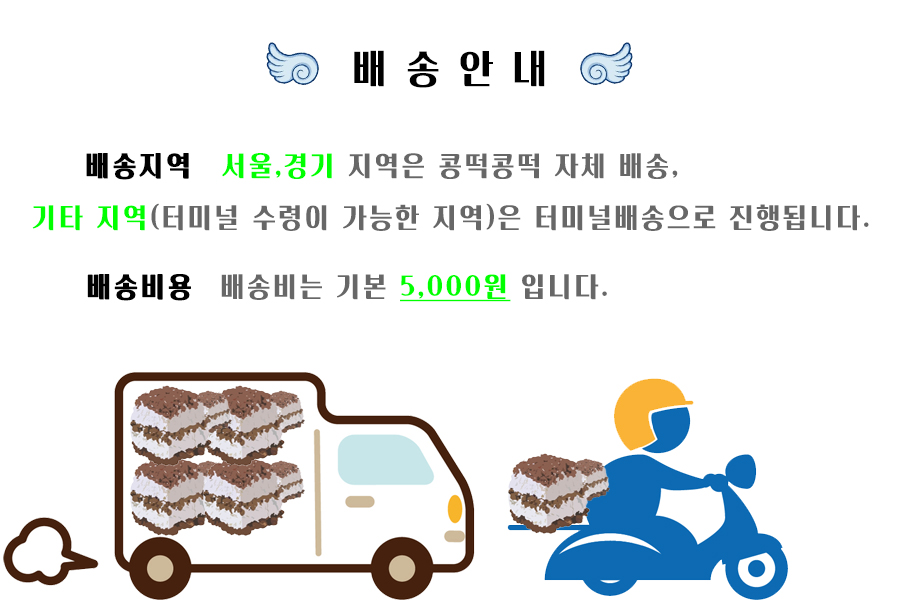 배송안내
배송지역 서울,경기 지역은 콩떡콩떡 자체 배송,
기타 지역(터미널 수령이 가능한 지역)은 터미널배송으로 진행됩니다.
배송비용 배송비는 기본 5,000원 입니다.